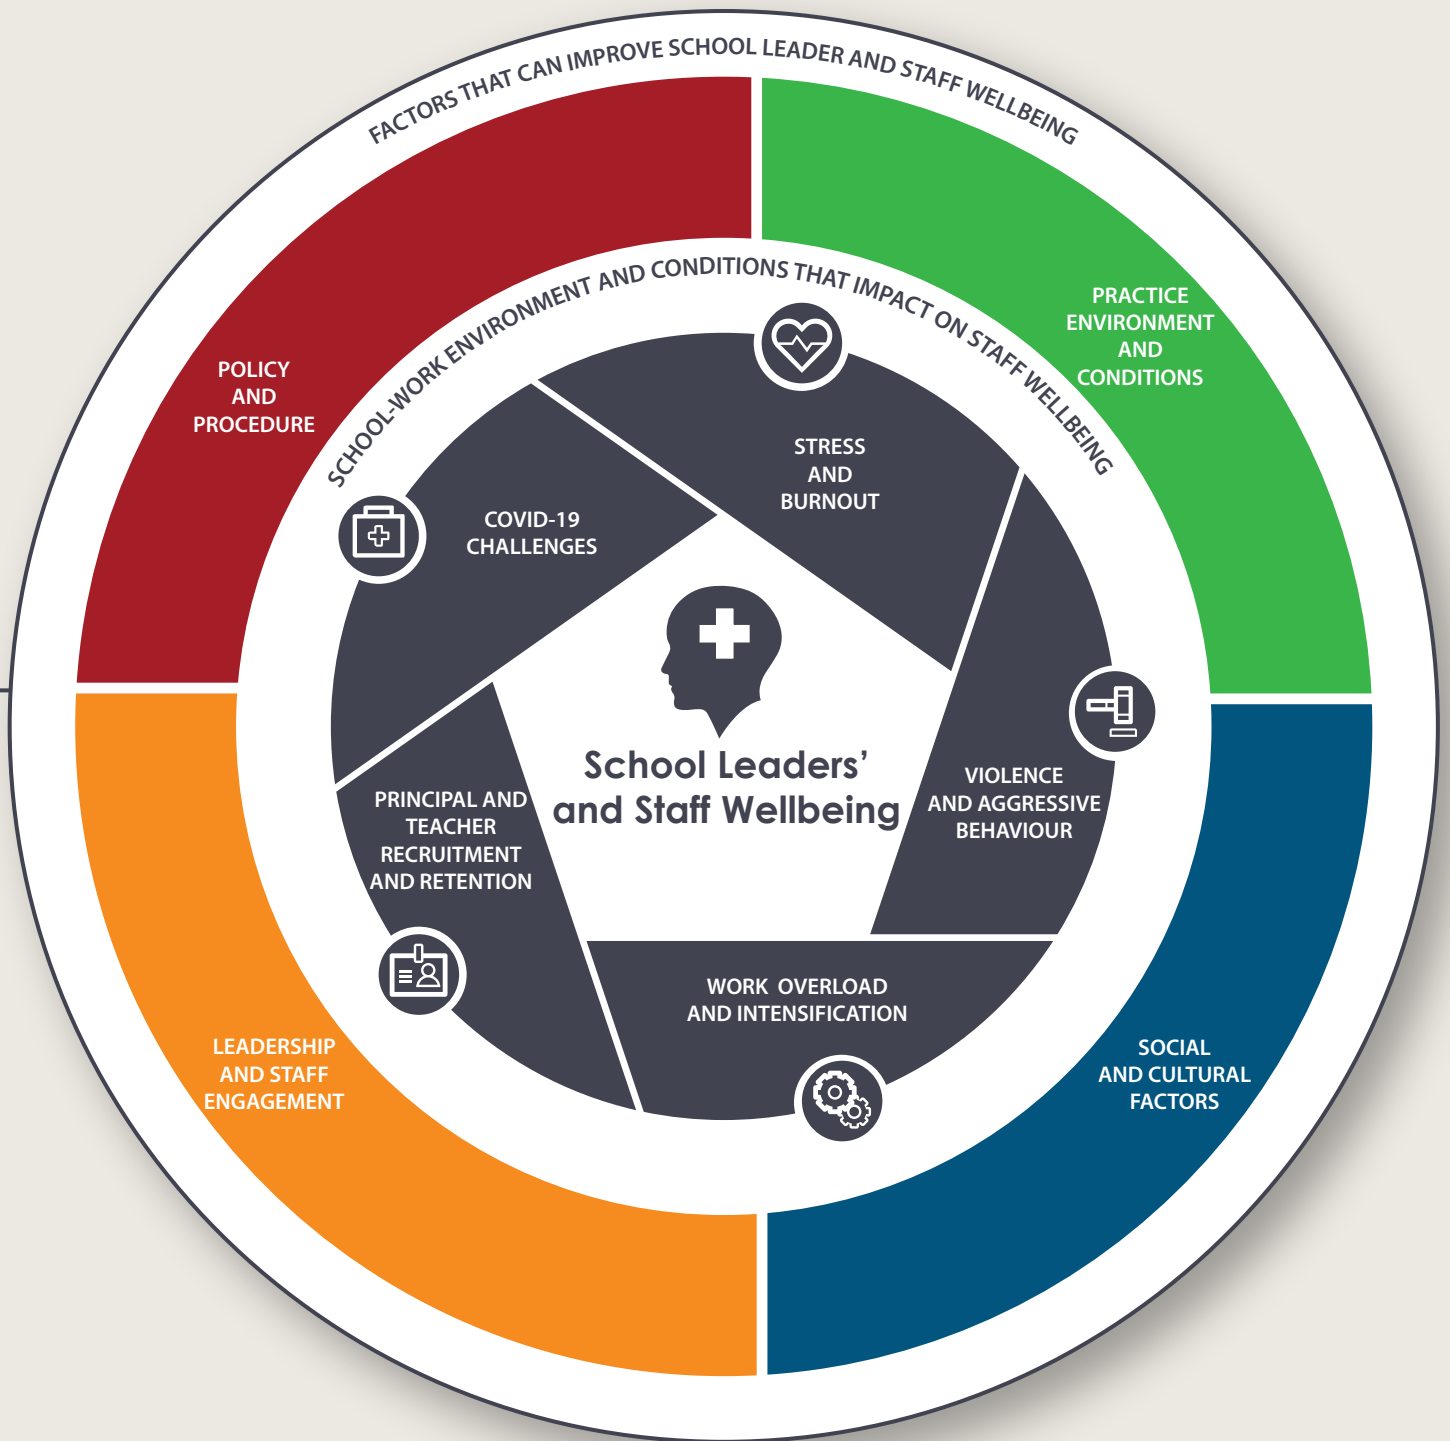 FACTORS THAT CAN IMPROVE SCHOOL LEADER AND STAFF WELLBEING
POLICY
AND
PROCEDURE
PRACTICE
ENVIRONMENT
AND
CONDITIONS
SCHOOL-WORK ENVIRONMENT AND CONDITIONS THAT IMPACT ON STAFF WELLBEING
COVID-19
CHALLENGES
STRESS
AND
BURNOUT
School Leaders’
and Staff Wellbeing
VIOLENCE
AND AGGRESSIVE
BEHAVIOUR
PRINCIPAL AND
TEACHER
RECRUITMENT
AND RETENTION
WORK OVERLOAD
AND INTENSIFICATION
LEADERSHIP
AND STAFF
ENGAGEMENT
SOCIAL
AND CULTURAL
FACTORS